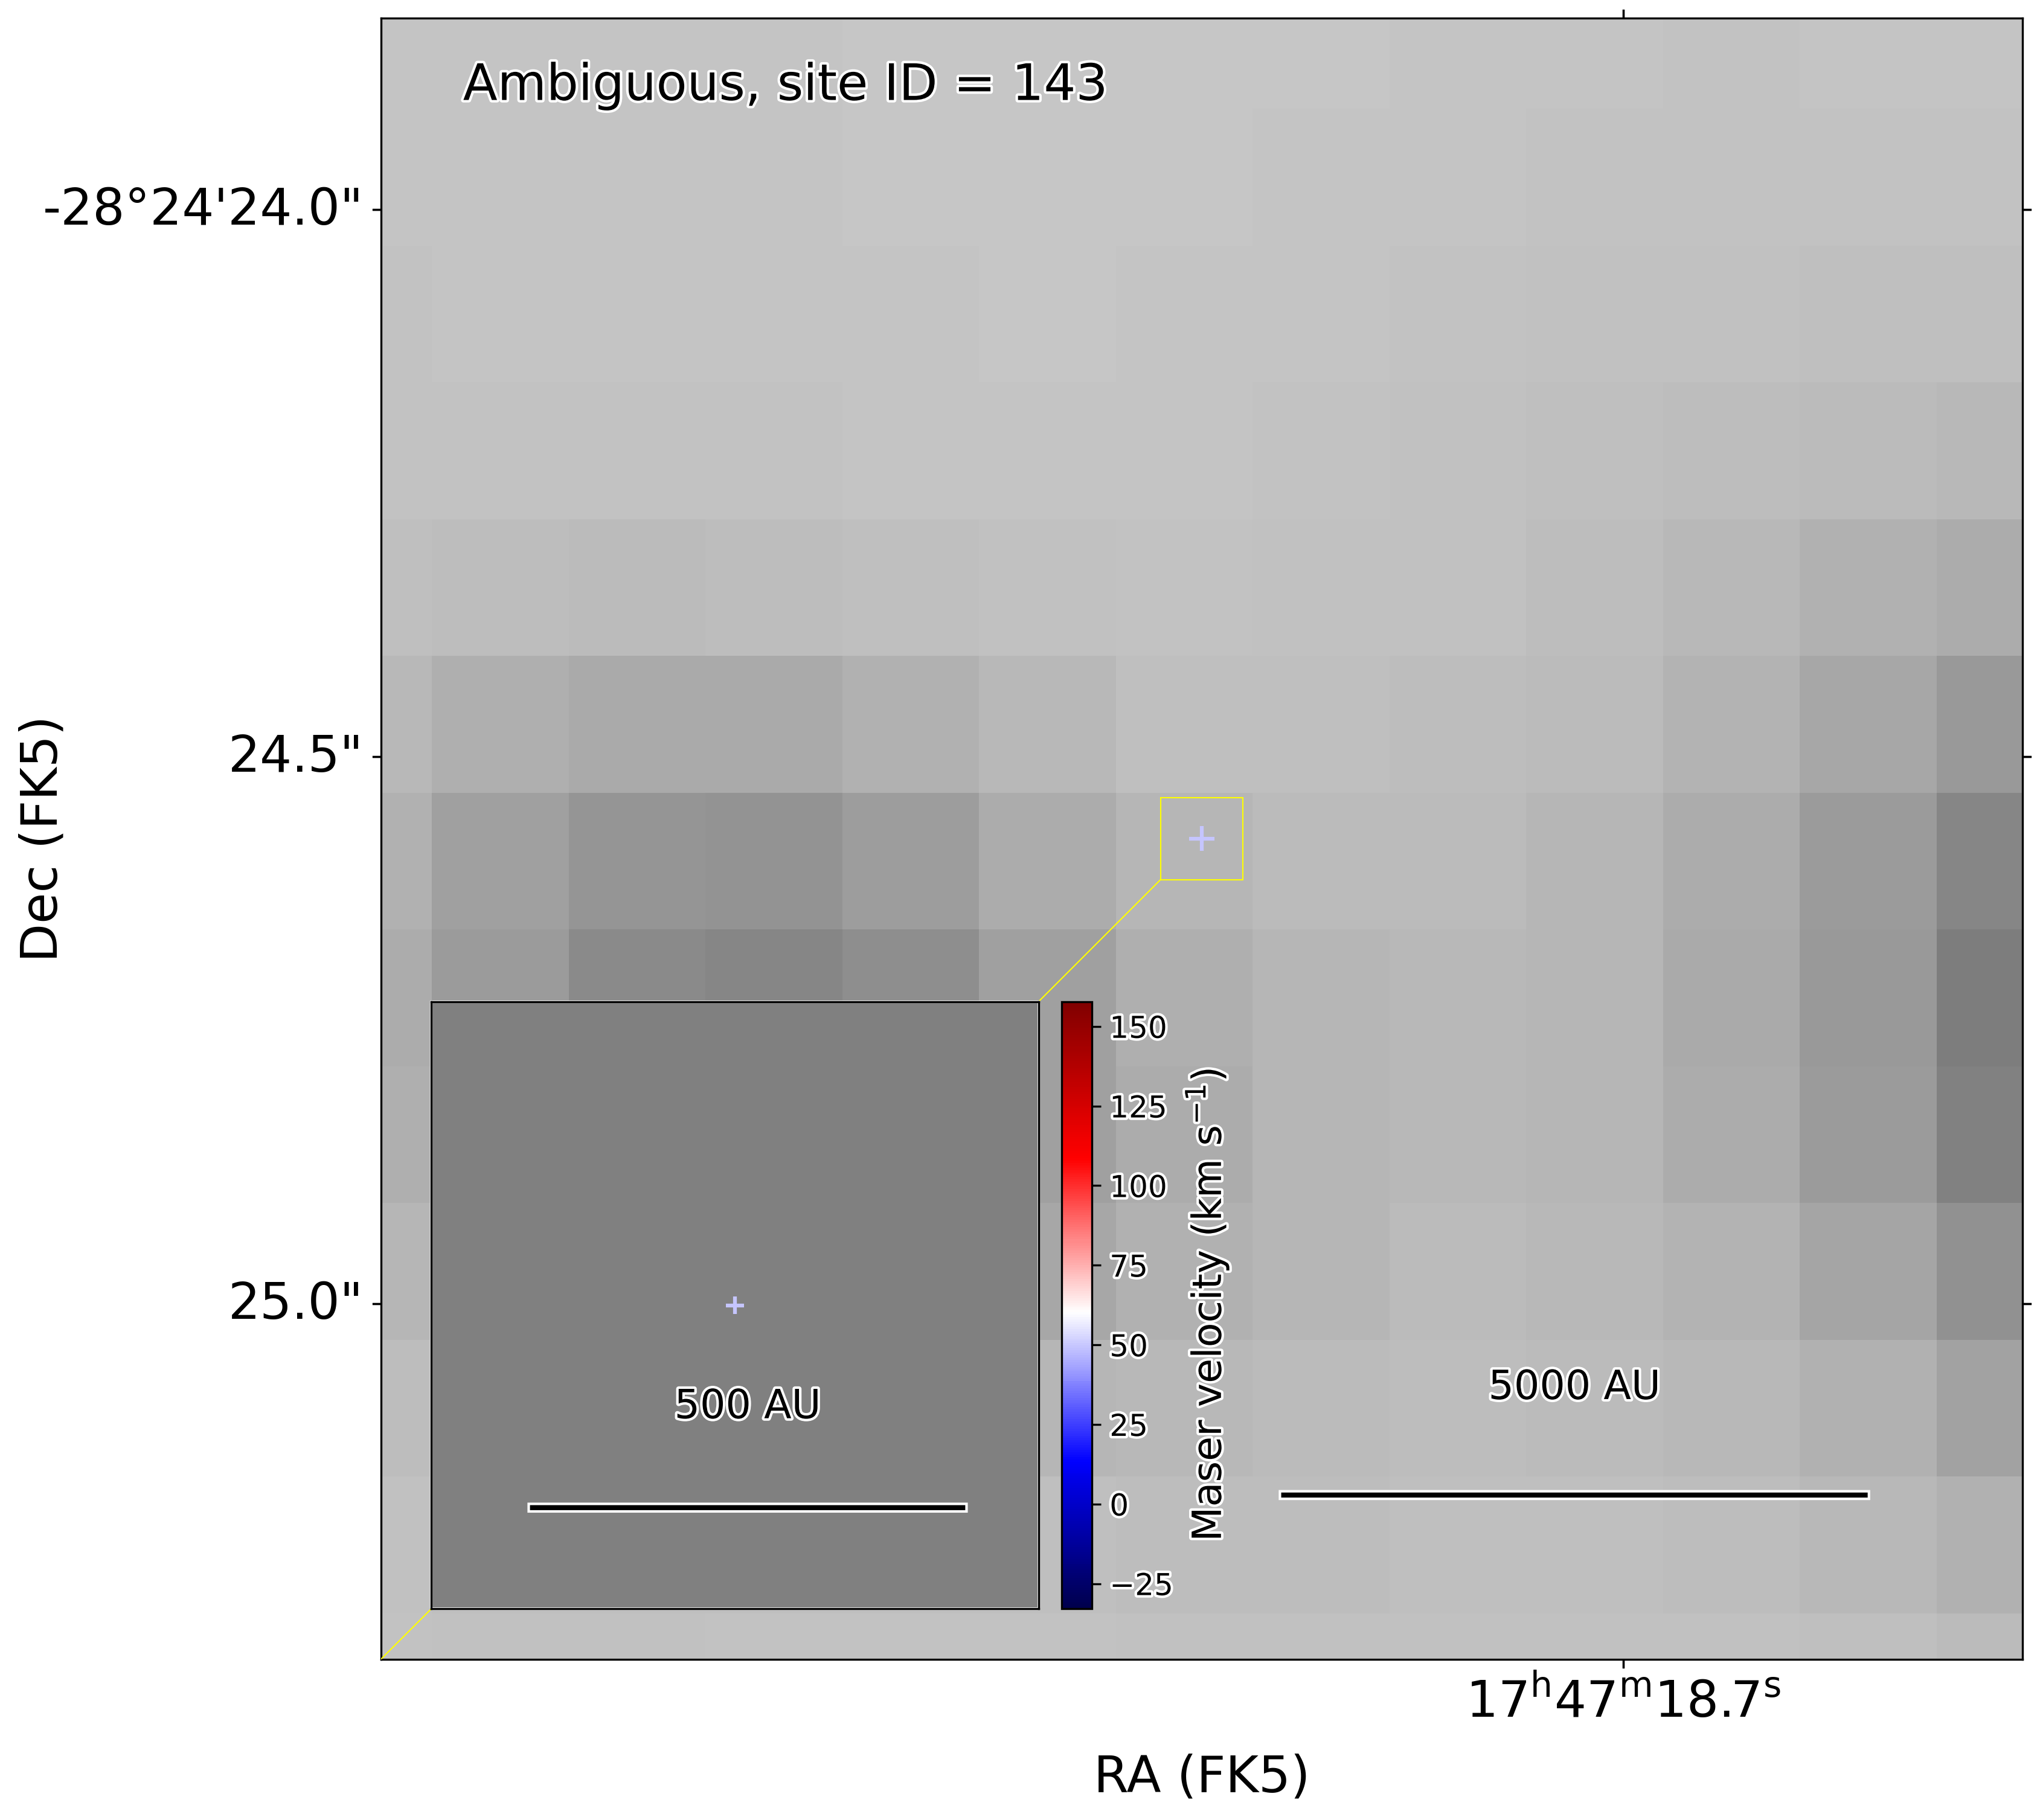 Ambiguous, site ID = 143
-28°24'24.0"
24.5"
25.0"
Dec (FK5)
500 AU
150
125
100
75
50
25
0
−25
Maser velocity (km s⁻¹)
5000 AU
17ʰ47ᵐ18.7ˢ
RA (FK5)